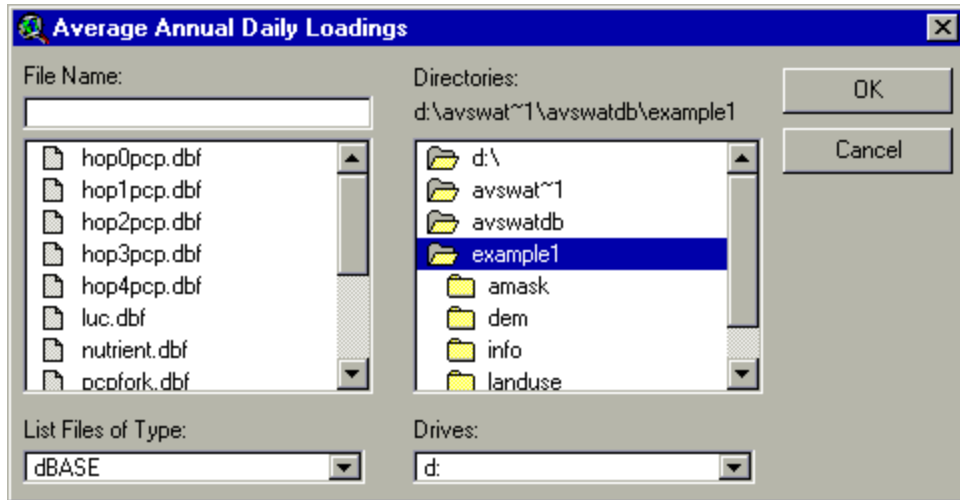 Average Annual Daily Loadings
File Name:
hop0pcp.dbf
hop1pcp.dbf
hop2pcp.dbf
hop3pcp.dbf
hop4pcp.dbf
luc.dbf
nutrient.dbf
pcpfork.dbf
List Files of Type:
dBASE
Directories:
d:\avswat~1\avswatdb\example1
d:\
avswat~1
avswatdb
example1
amask
dem
info
landuse
Drives:
d:
OK
Cancel